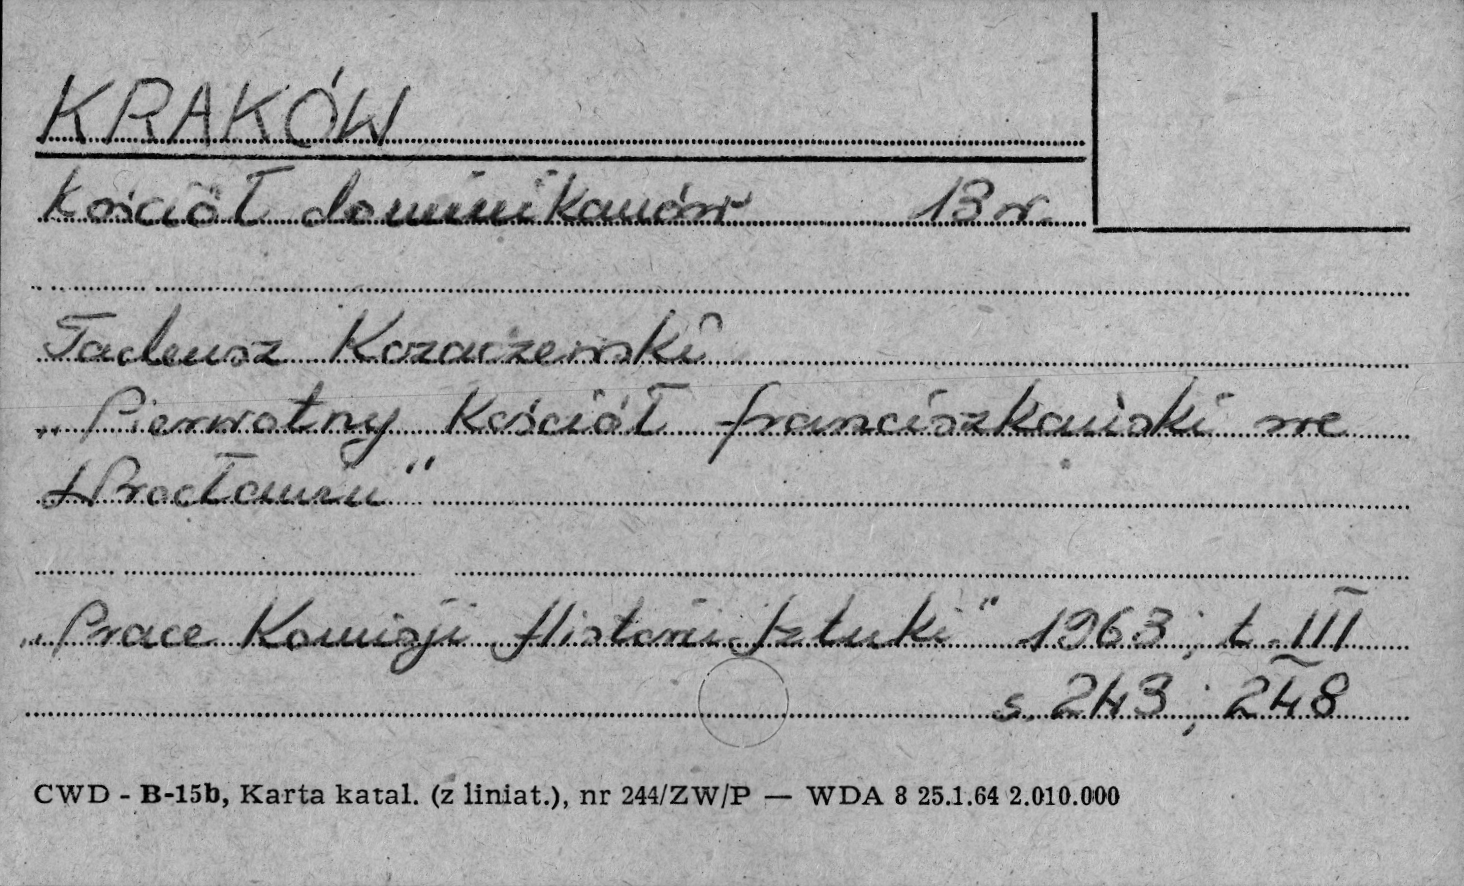 KRAKÓW
kościół dominikanów 13 w.
Tadeusz Kozaczewski
„Pierwotny kościół franciszkański we
Wrocławiu"
„Prace Komisji Historii Sztuki" 1963; t. III
s. 243; 248
CWD - B-15b, Karta katal. (z liniat.), nr 244/ZW/P — WDA 8 25.1.64 2.010.000